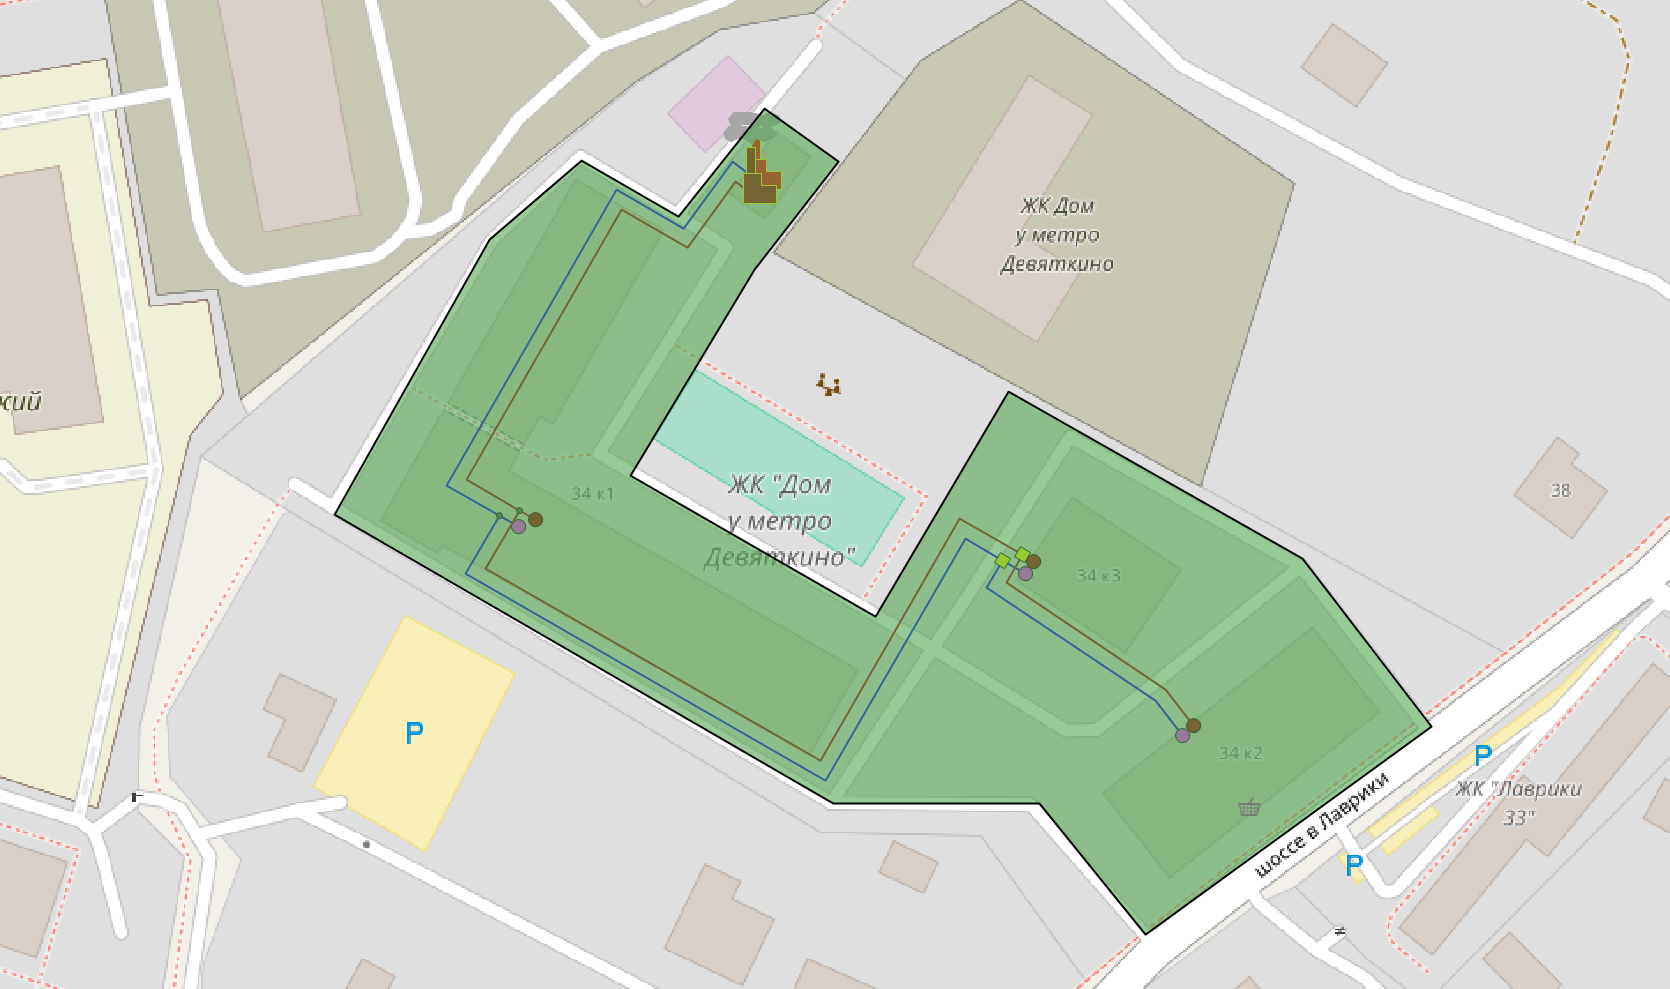 ЖК Дом
у метро
Девяткино
кий
34 к1
ЖК "Дом
у метро
Девяткино"
38
34 к3
34 к2
P
P
ЖК "Лаврики
33"
P
шоссе в Лаврики